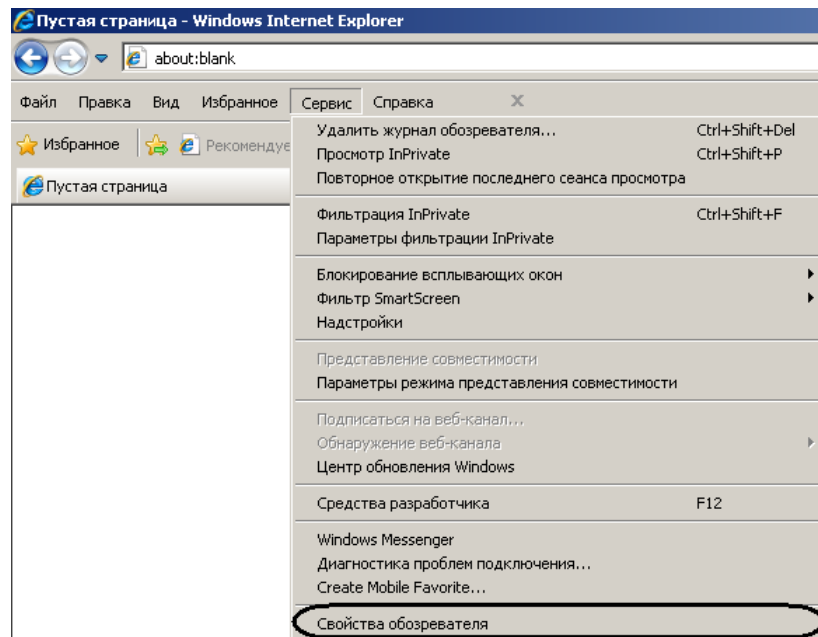 Пустая страница - Windows Internet Explorer
about:blank
Файл Правка Вид Избранное Сервис Справка X
Избранное Рекомендуе
Пустая страница
Удалить журнал обозревателя... Ctrl+Shift+Del
Просмотр InPrivate Ctrl+Shift+P
Повторное открытие последнего сеанса просмотра
Фильтрация InPrivate Ctrl+Shift+F
Параметры фильтрации InPrivate
Блокирование всплывающих окон
Фильтр SmartScreen
Надстройки
Представление совместимости
Параметры режима представления совместимости
Подписаться на веб-канал...
Обнаружение веб-канала
Центр обновления Windows
Средства разработчика F12
Windows Messenger
Диагностика проблем подключения...
Create Mobile Favorite...
Свойства обозревателя